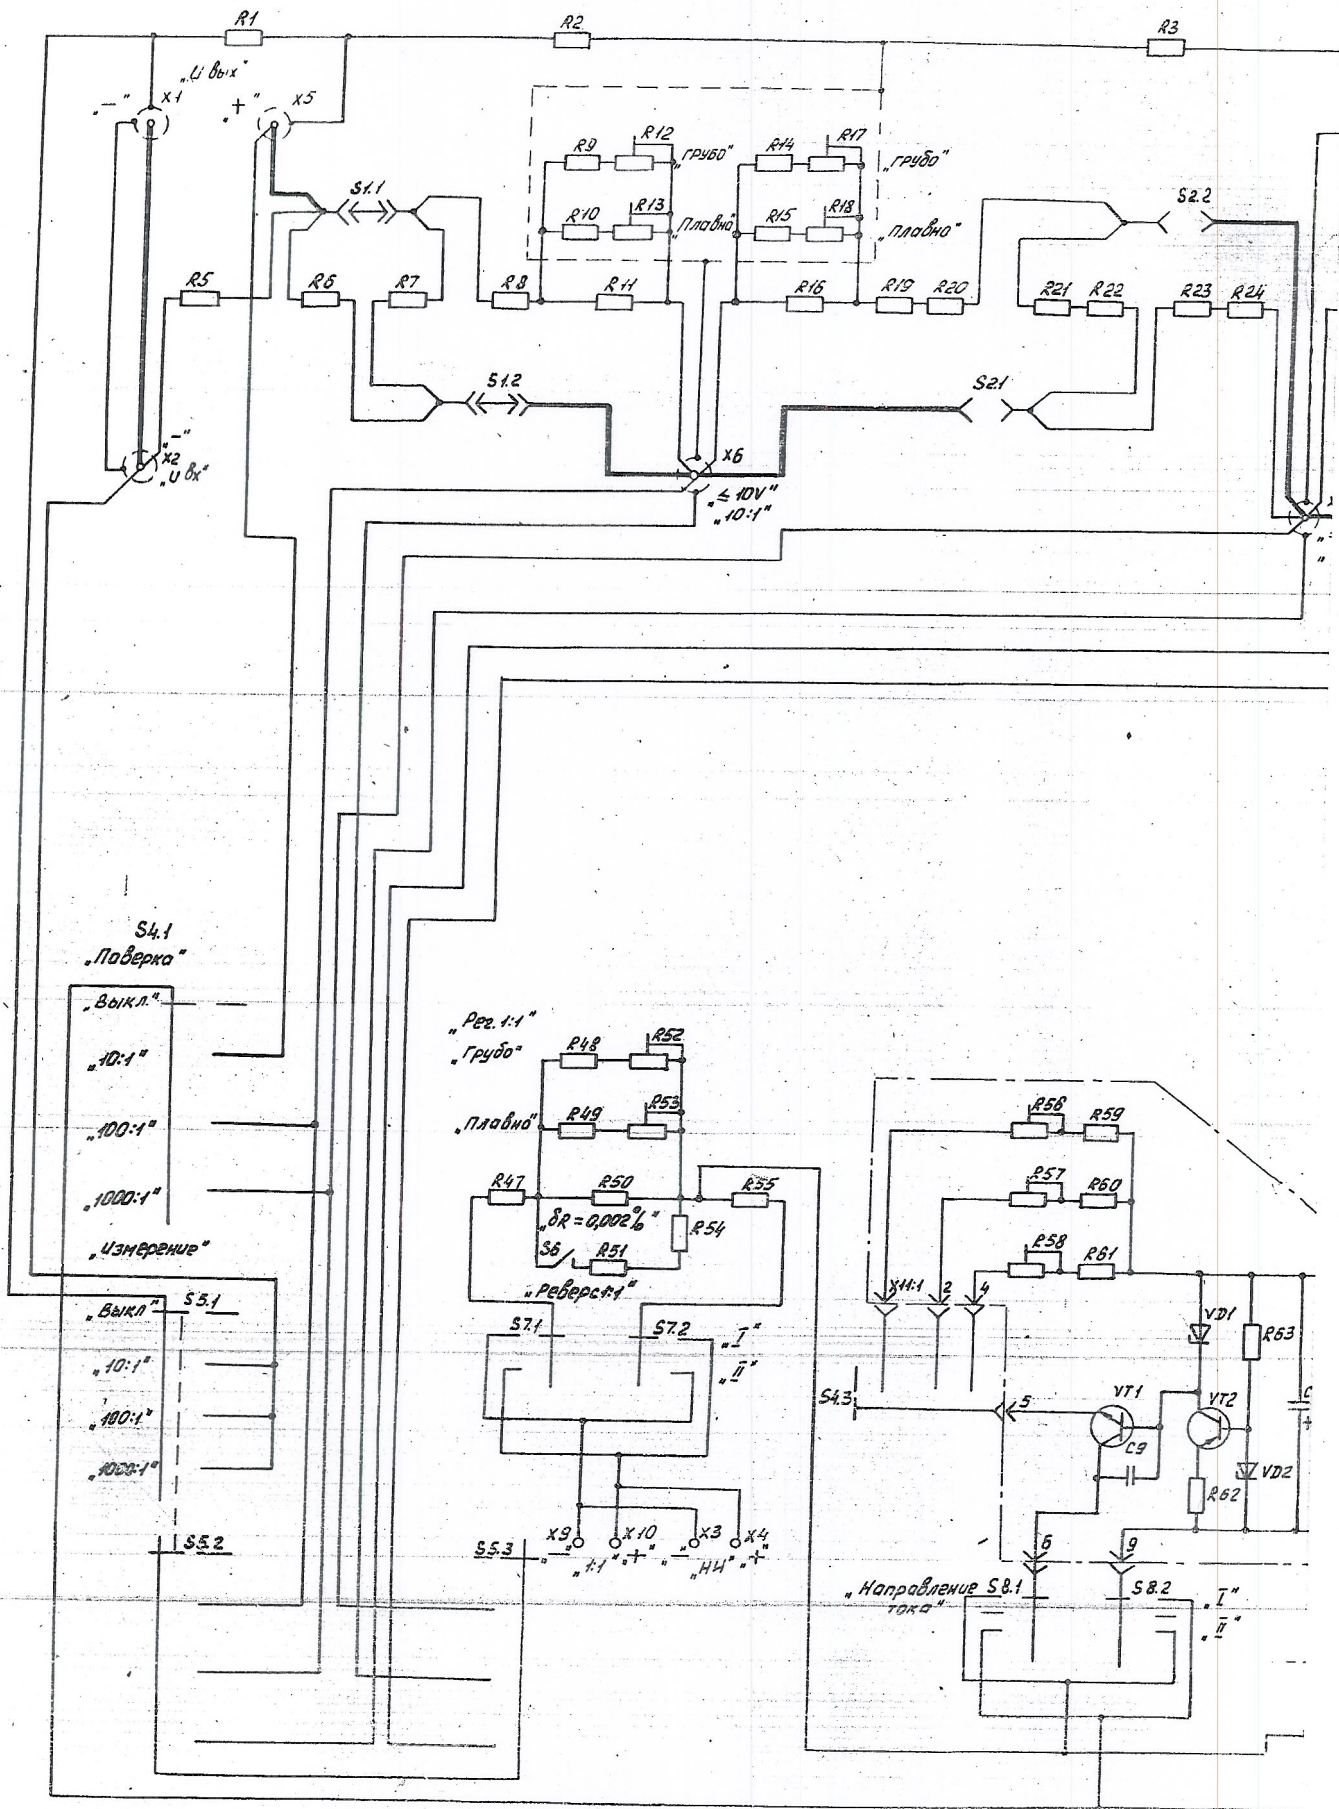 R1
R2
R3
„U вых"
„-" X1 „+" X5
R12
R9 „грубо"
R17
R14 „грубо"
R13
R10 „Плавно"
R18
R15 „плавно"
S1.1
S2.2
R5 R6 R7 R8 R11 R16 R19 R20 R21 R22 R23 R24
S1.2
S2.1
„-"
X2
„U вх"
X6
„≤ 10V"
„10:1"
S4.1
„Поверка"
„Выкл."
„10:1"
„100:1"
„1000:1"
„Измерение"
„Выкл" S5.1
„10:1"
„100:1"
„1000:1"
S5.2
„Рег. 1:1"
„Грубо" R48 R52
„плавно" R49 R53
R47 R50 R55
„δR = 0,002%" R54
S6 R51
„Реверс1:1"
S7.1 S7.2 „I"
„II"
S5.3
X9 X10 X3 X4
„-" „1:1" „+" „-" „НИ" „+"
R56 R59
R57 R60
R58 R61
X11:1 2 4
VD1 R63
S4.3 5 VT1 VT2
C9
VD2
R62
6 9
„Направление S8.1 S8.2 „I"
тока" „II"